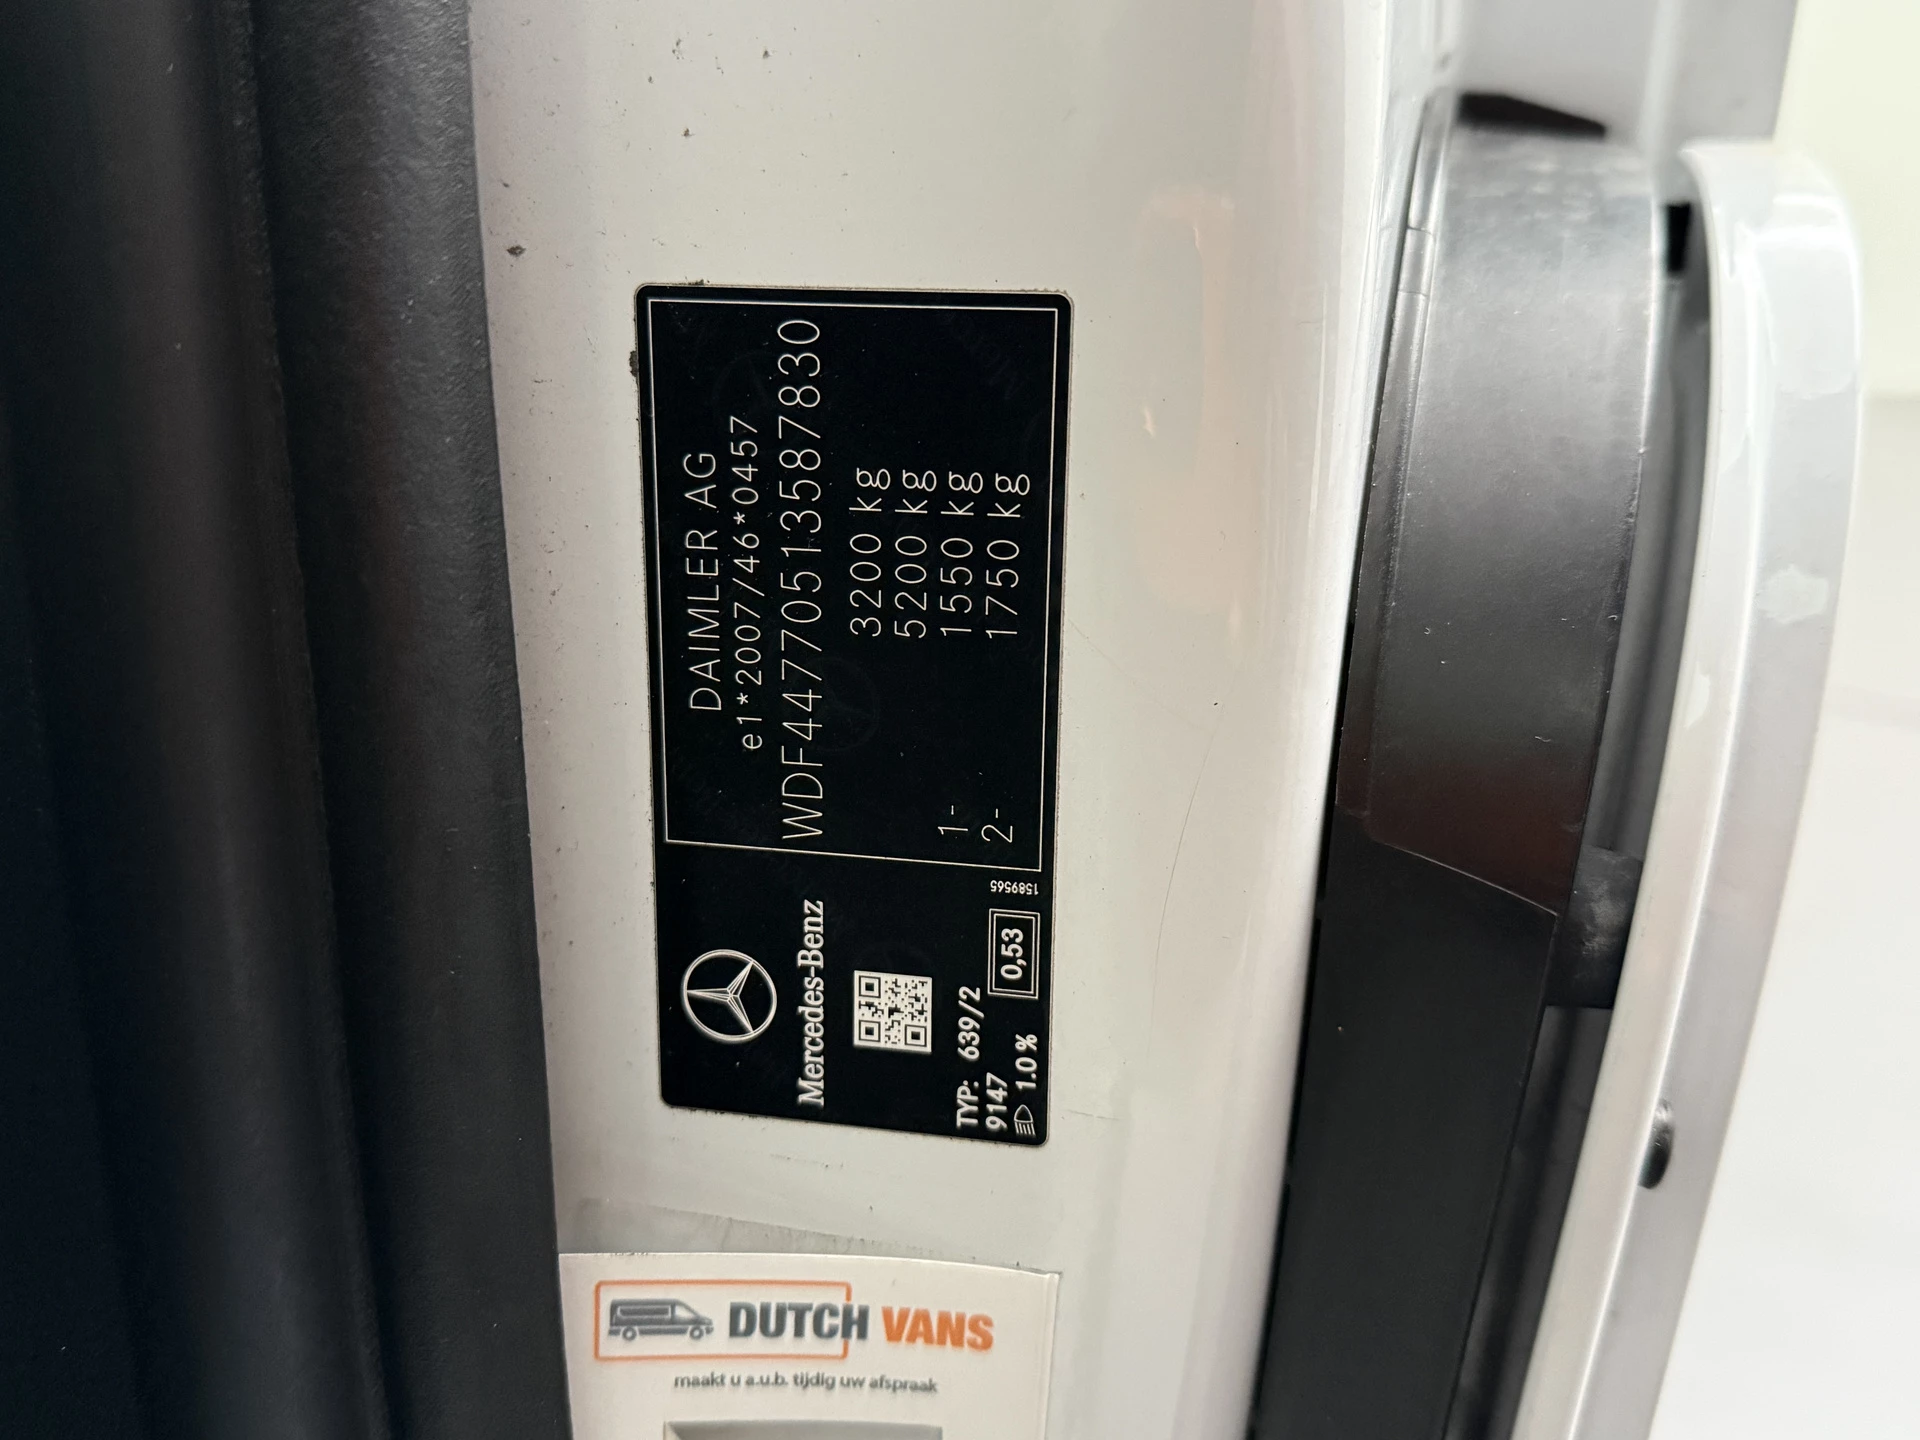 DAIMLER AG
e1*2007/46*0457
WDF44770513587830
3200 kg
5200 kg
1- 1550 kg
2- 1750 kg
Mercedes-Benz
TYP: 639/2
9147
1.0 %
0,53
1589565
DUTCH VANS
maakt u a.u.b. tijdig uw afspraak